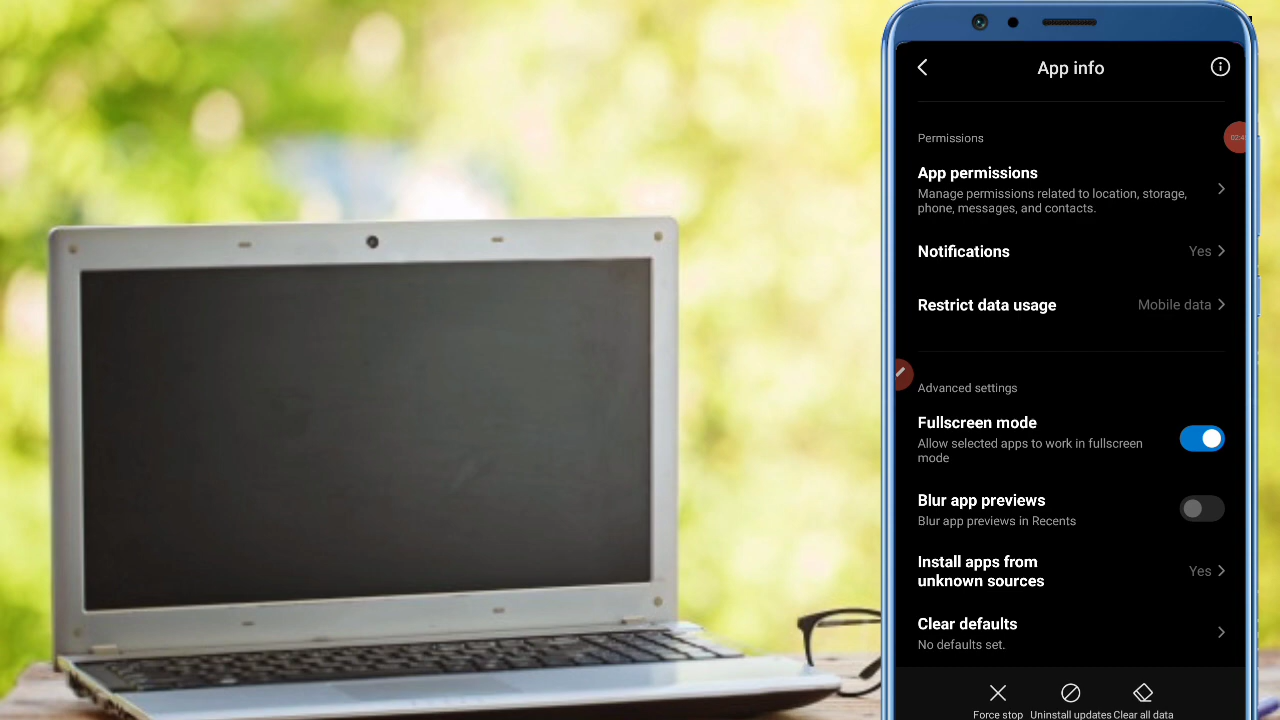 App info
Permissions
App permissions
Manage permissions related to location, storage,
phone, messages, and contacts.
Notifications
Yes
Restrict data usage
Mobile data
Advanced settings
Fullscreen mode
Allow selected apps to work in fullscreen
mode
Blur app previews
Blur app previews in Recents
Install apps from
unknown sources
Yes
Clear defaults
No defaults set.
Force stop
Uninstall updates
Clear all data